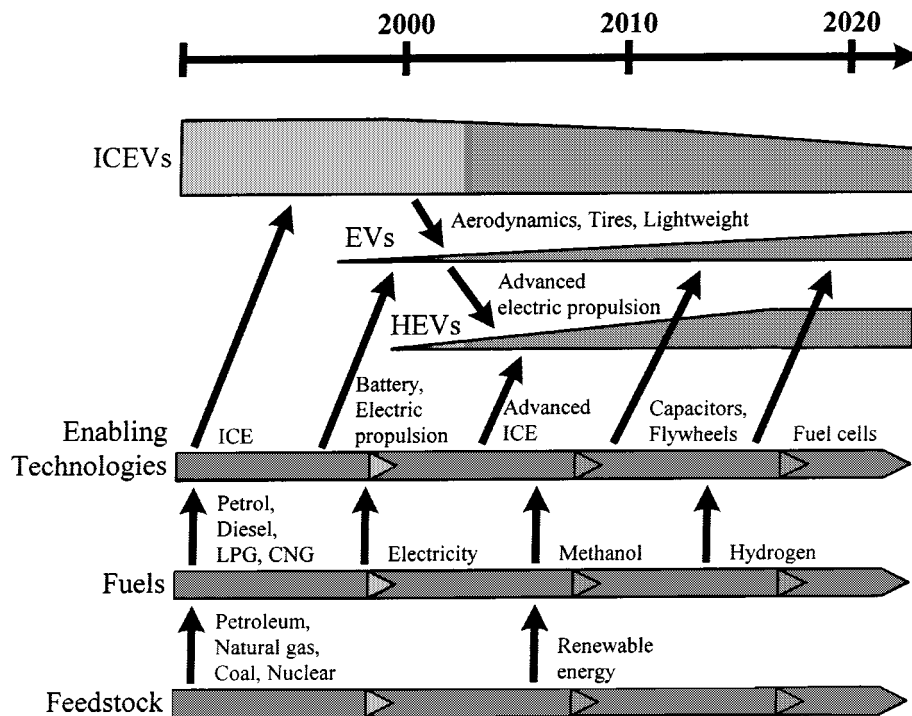 2000 2010 2020
ICEVs
Aerodynamics, Tires, Lightweight
EVs
Advanced
electric propulsion
HEVs
Battery,
Electric
propulsion
Advanced
ICE
Capacitors,
Flywheels
Fuel cells
ICE
Enabling
Technologies
Petrol,
Diesel,
LPG, CNG
Electricity
Methanol
Hydrogen
Fuels
Petroleum,
Natural gas,
Coal, Nuclear
Renewable
energy
Feedstock